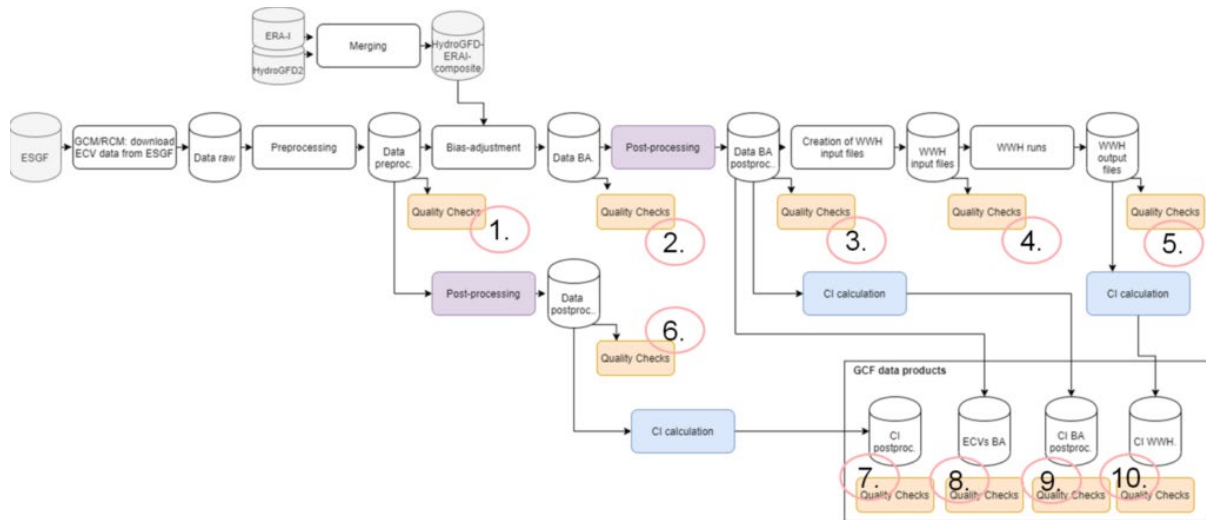 ERA-I
HydroGFD2
Merging
HydroGFD-
ERAI-
composite
ESGF
GCM/RCM: download
ECV data from ESGF
Data raw
Preprocessing
Data
preproc.
Bias-adjustment
Data BA.
Post-processing
Data BA
postproc..
Creation of WWH
input files
WWH
input files
WWH runs
WWH
output
files
Quality Checks
1.
Quality Checks
2.
Quality Checks
3.
Quality Checks
4.
Quality Checks
5.
Post-processing
Data
postproc..
CI calculation
CI calculation
Quality Checks
6.
GCF data products
CI calculation
CI
postproc.
ECVs BA
CI BA
postproc.
CI WWH.
7.
Quality Checks
8.
Quality Checks
9.
Quality Checks
10.
Quality Checks